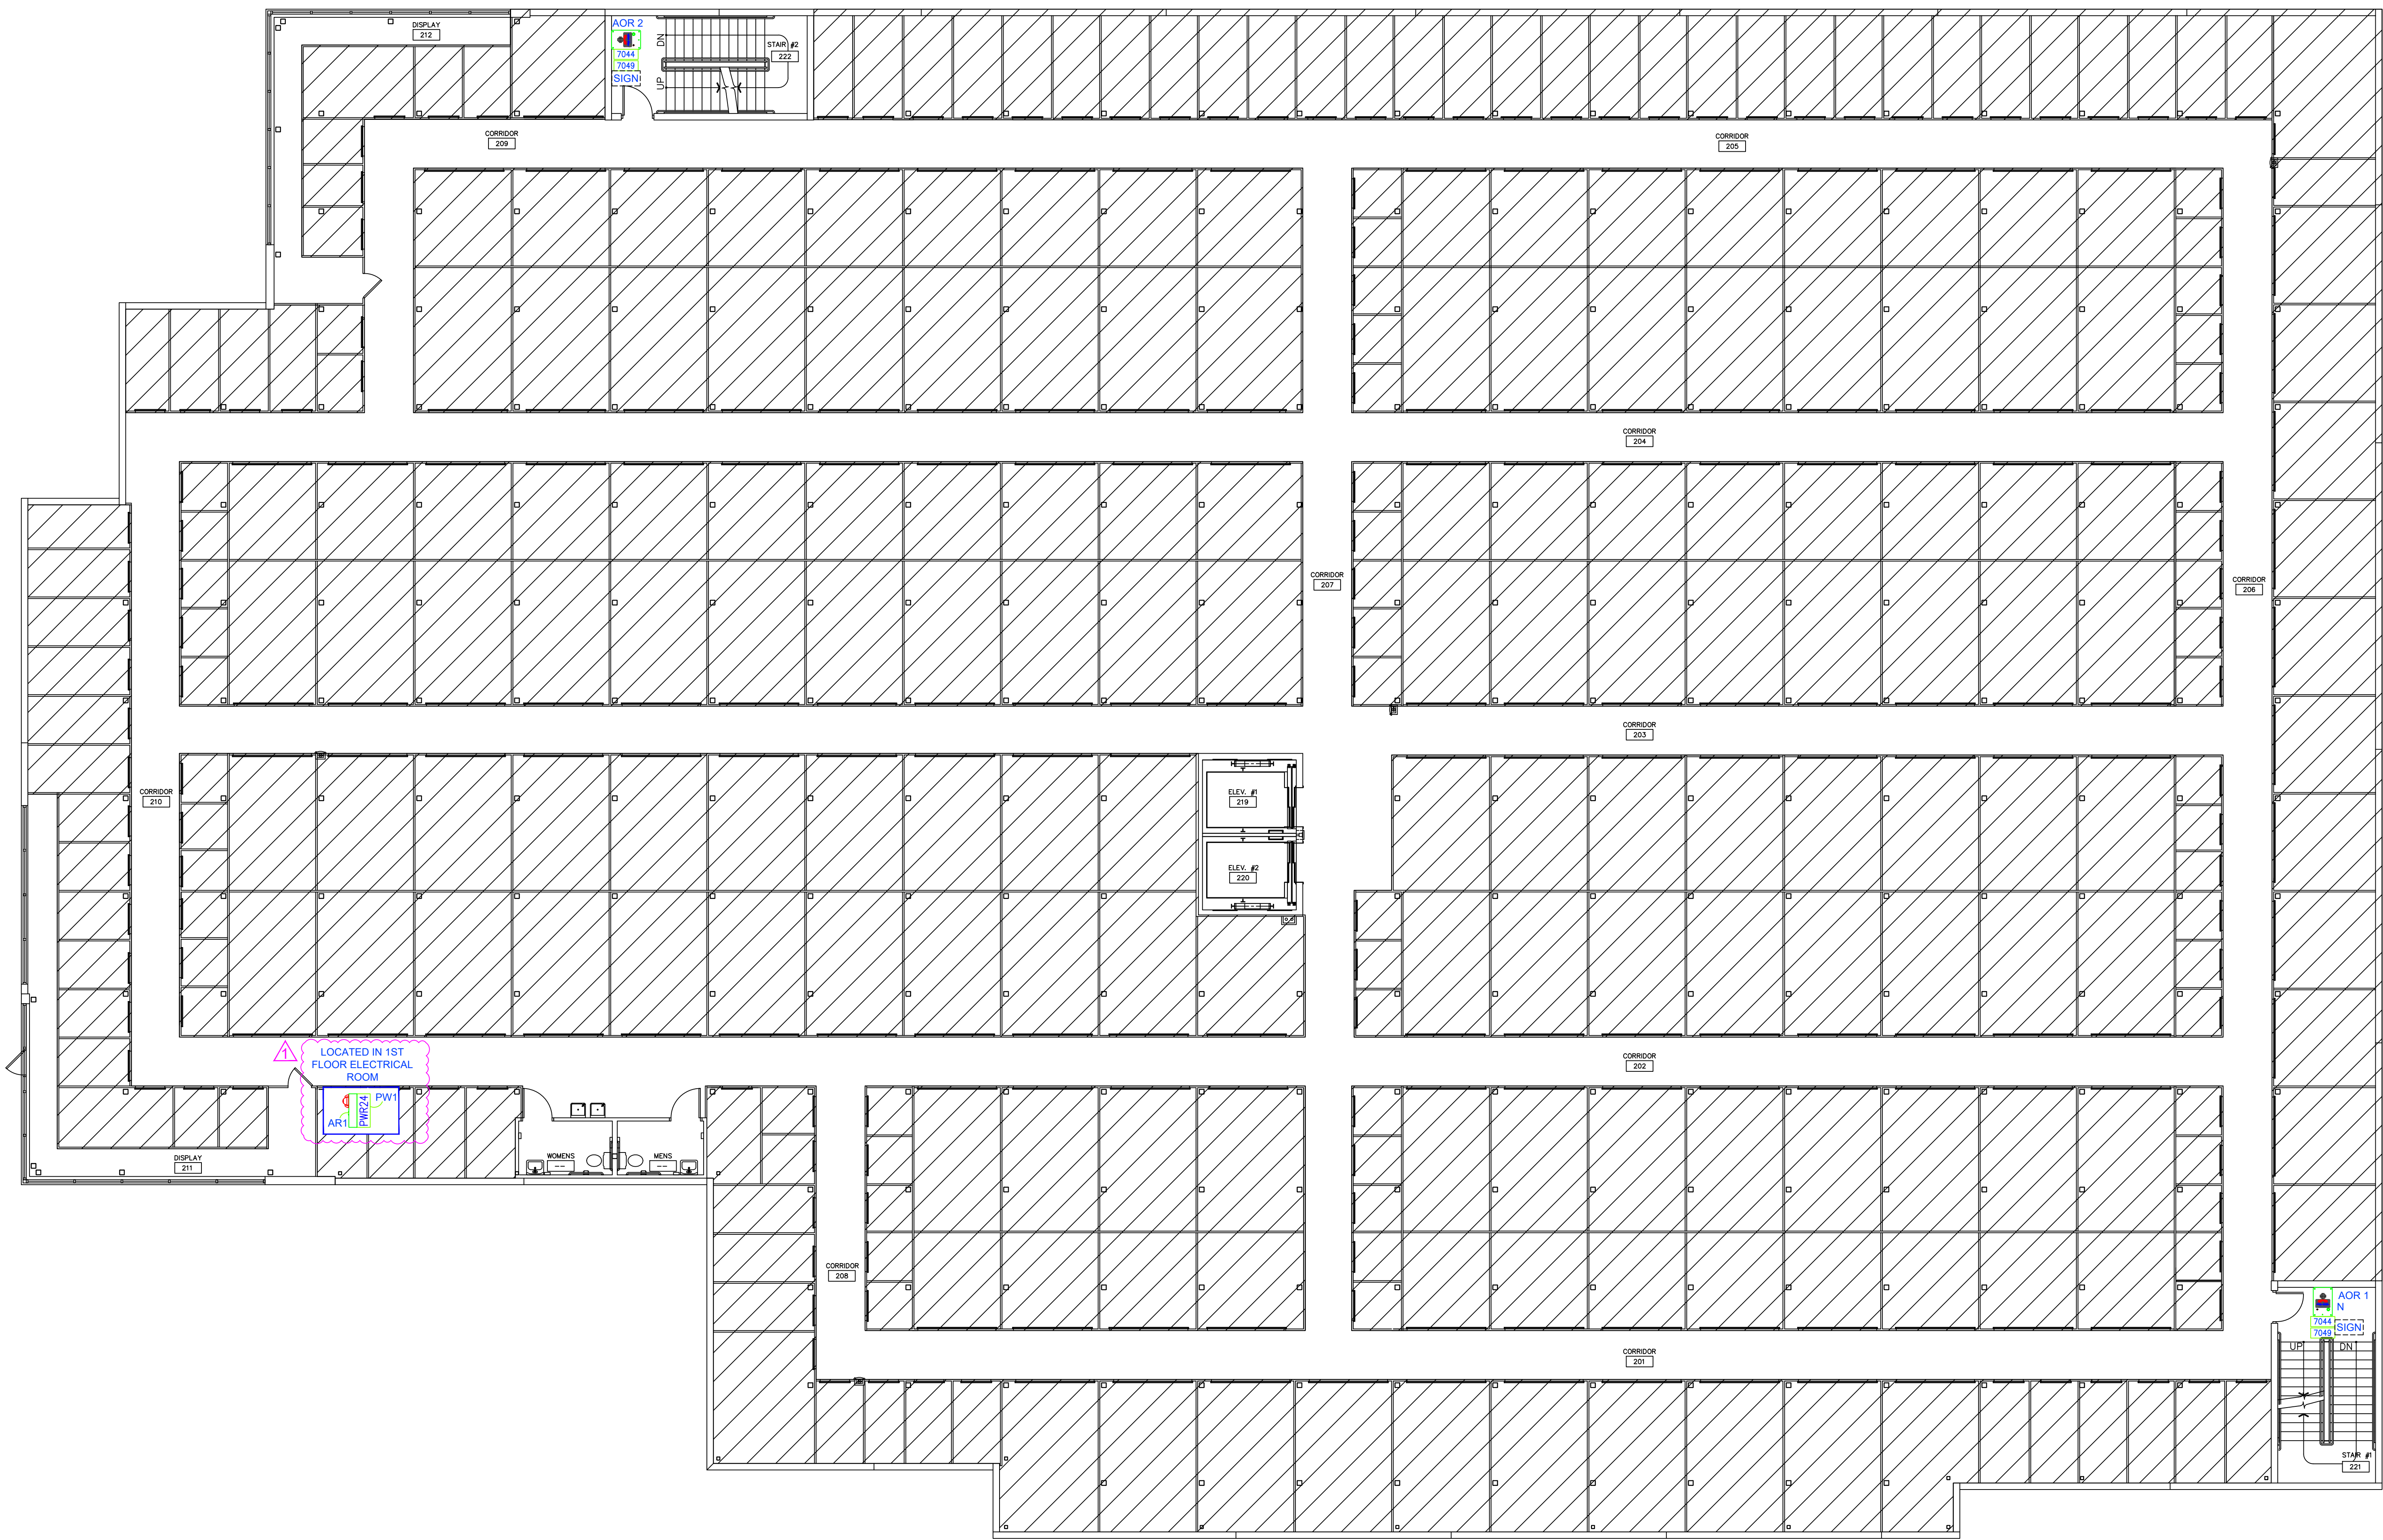 DISPLAY
212
AOR 2
7044
7049
SIGN
DN
UP
STAIR #2
222
CORRIDOR
209
CORRIDOR
205
CORRIDOR
204
CORRIDOR
207
CORRIDOR
206
CORRIDOR
203
CORRIDOR
210
ELEV. #1
219
ELEV. #2
220
1
LOCATED IN 1ST
FLOOR ELECTRICAL
ROOM
PW1
PWR24
AR1
CORRIDOR
202
DISPLAY
211
WOMENS
--
MENS
--
CORRIDOR
208
AOR 1
N
7044
7049
SIGN
UP
DN
CORRIDOR
201
STAIR #1
221